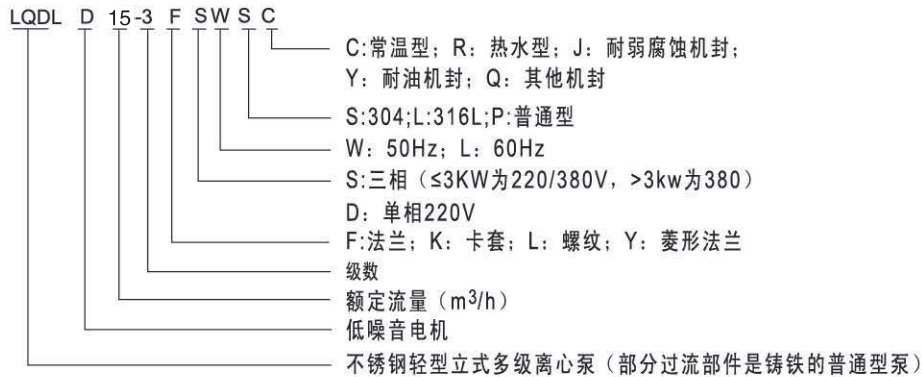 LQDL D 15-3 F S W S C
C:常温型；R：热水型；J：耐弱腐蚀机封；
Y：耐油机封；Q：其他机封
S:304;L:316L;P:普通型
W：50Hz；L：60Hz
S:三相（≤3KW为220/380V，>3kw为380）
D：单相220V
F:法兰；K：卡套；L：螺纹；Y：菱形法兰
级数
额定流量（m³/h）
低噪音电机
不锈钢轻型立式多级离心泵（部分过流部件是铸铁的普通型泵）